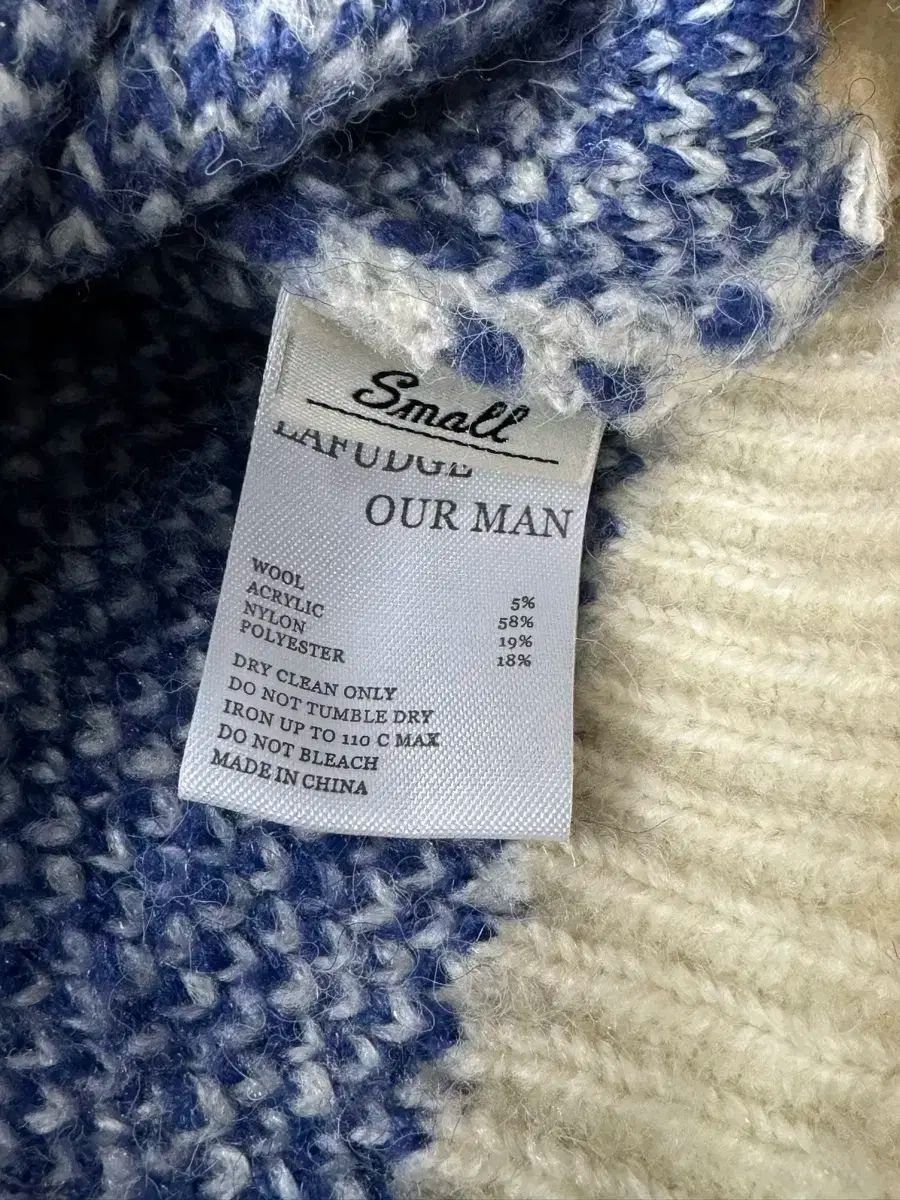 Small
LAFUDGE
OUR MAN
WOOL 5%
ACRYLIC 58%
NYLON 19%
POLYESTER 18%
DRY CLEAN ONLY
DO NOT TUMBLE DRY
IRON UP TO 110 C MAX
DO NOT BLEACH
MADE IN CHINA